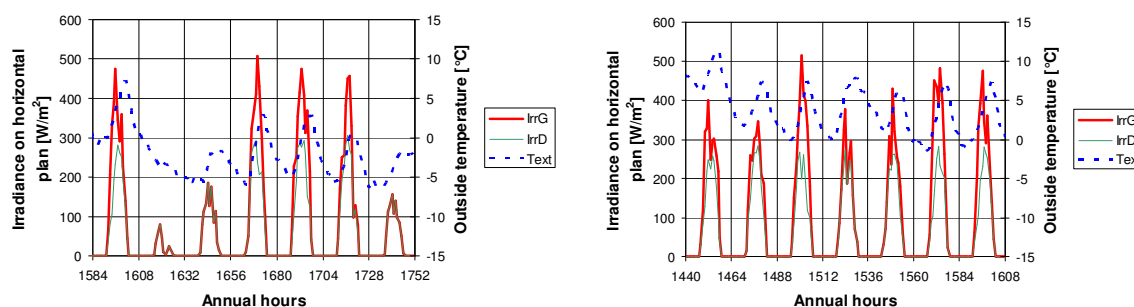 600
500
400
300
200
100
0
Irradiance on horizontal
plan [W/m²]
15
10
5
0
-5
-10
-15
Outside temperature [°C]
1584 1608 1632 1656 1680 1704 1728 1752
Annual hours
IrrG
IrrD
Text
600
500
400
300
200
100
0
Irradiance on horizontal
plan [W/m²]
15
10
5
0
-5
-10
-15
Outside temperature [°C]
1440 1464 1488 1512 1536 1560 1584 1608
Annual hours
IrrG
IrrD
Text